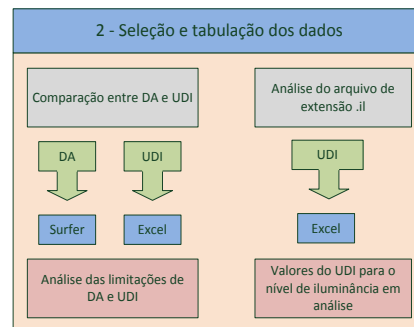 2 - Seleção e tabulação dos dados
Comparação entre DA e UDI
Análise do arquivo de
extensão .il
DA
UDI
UDI
Surfer
Excel
Excel
Análise das limitações de
DA e UDI
Valores do UDI para o
nível de iluminância em
análise